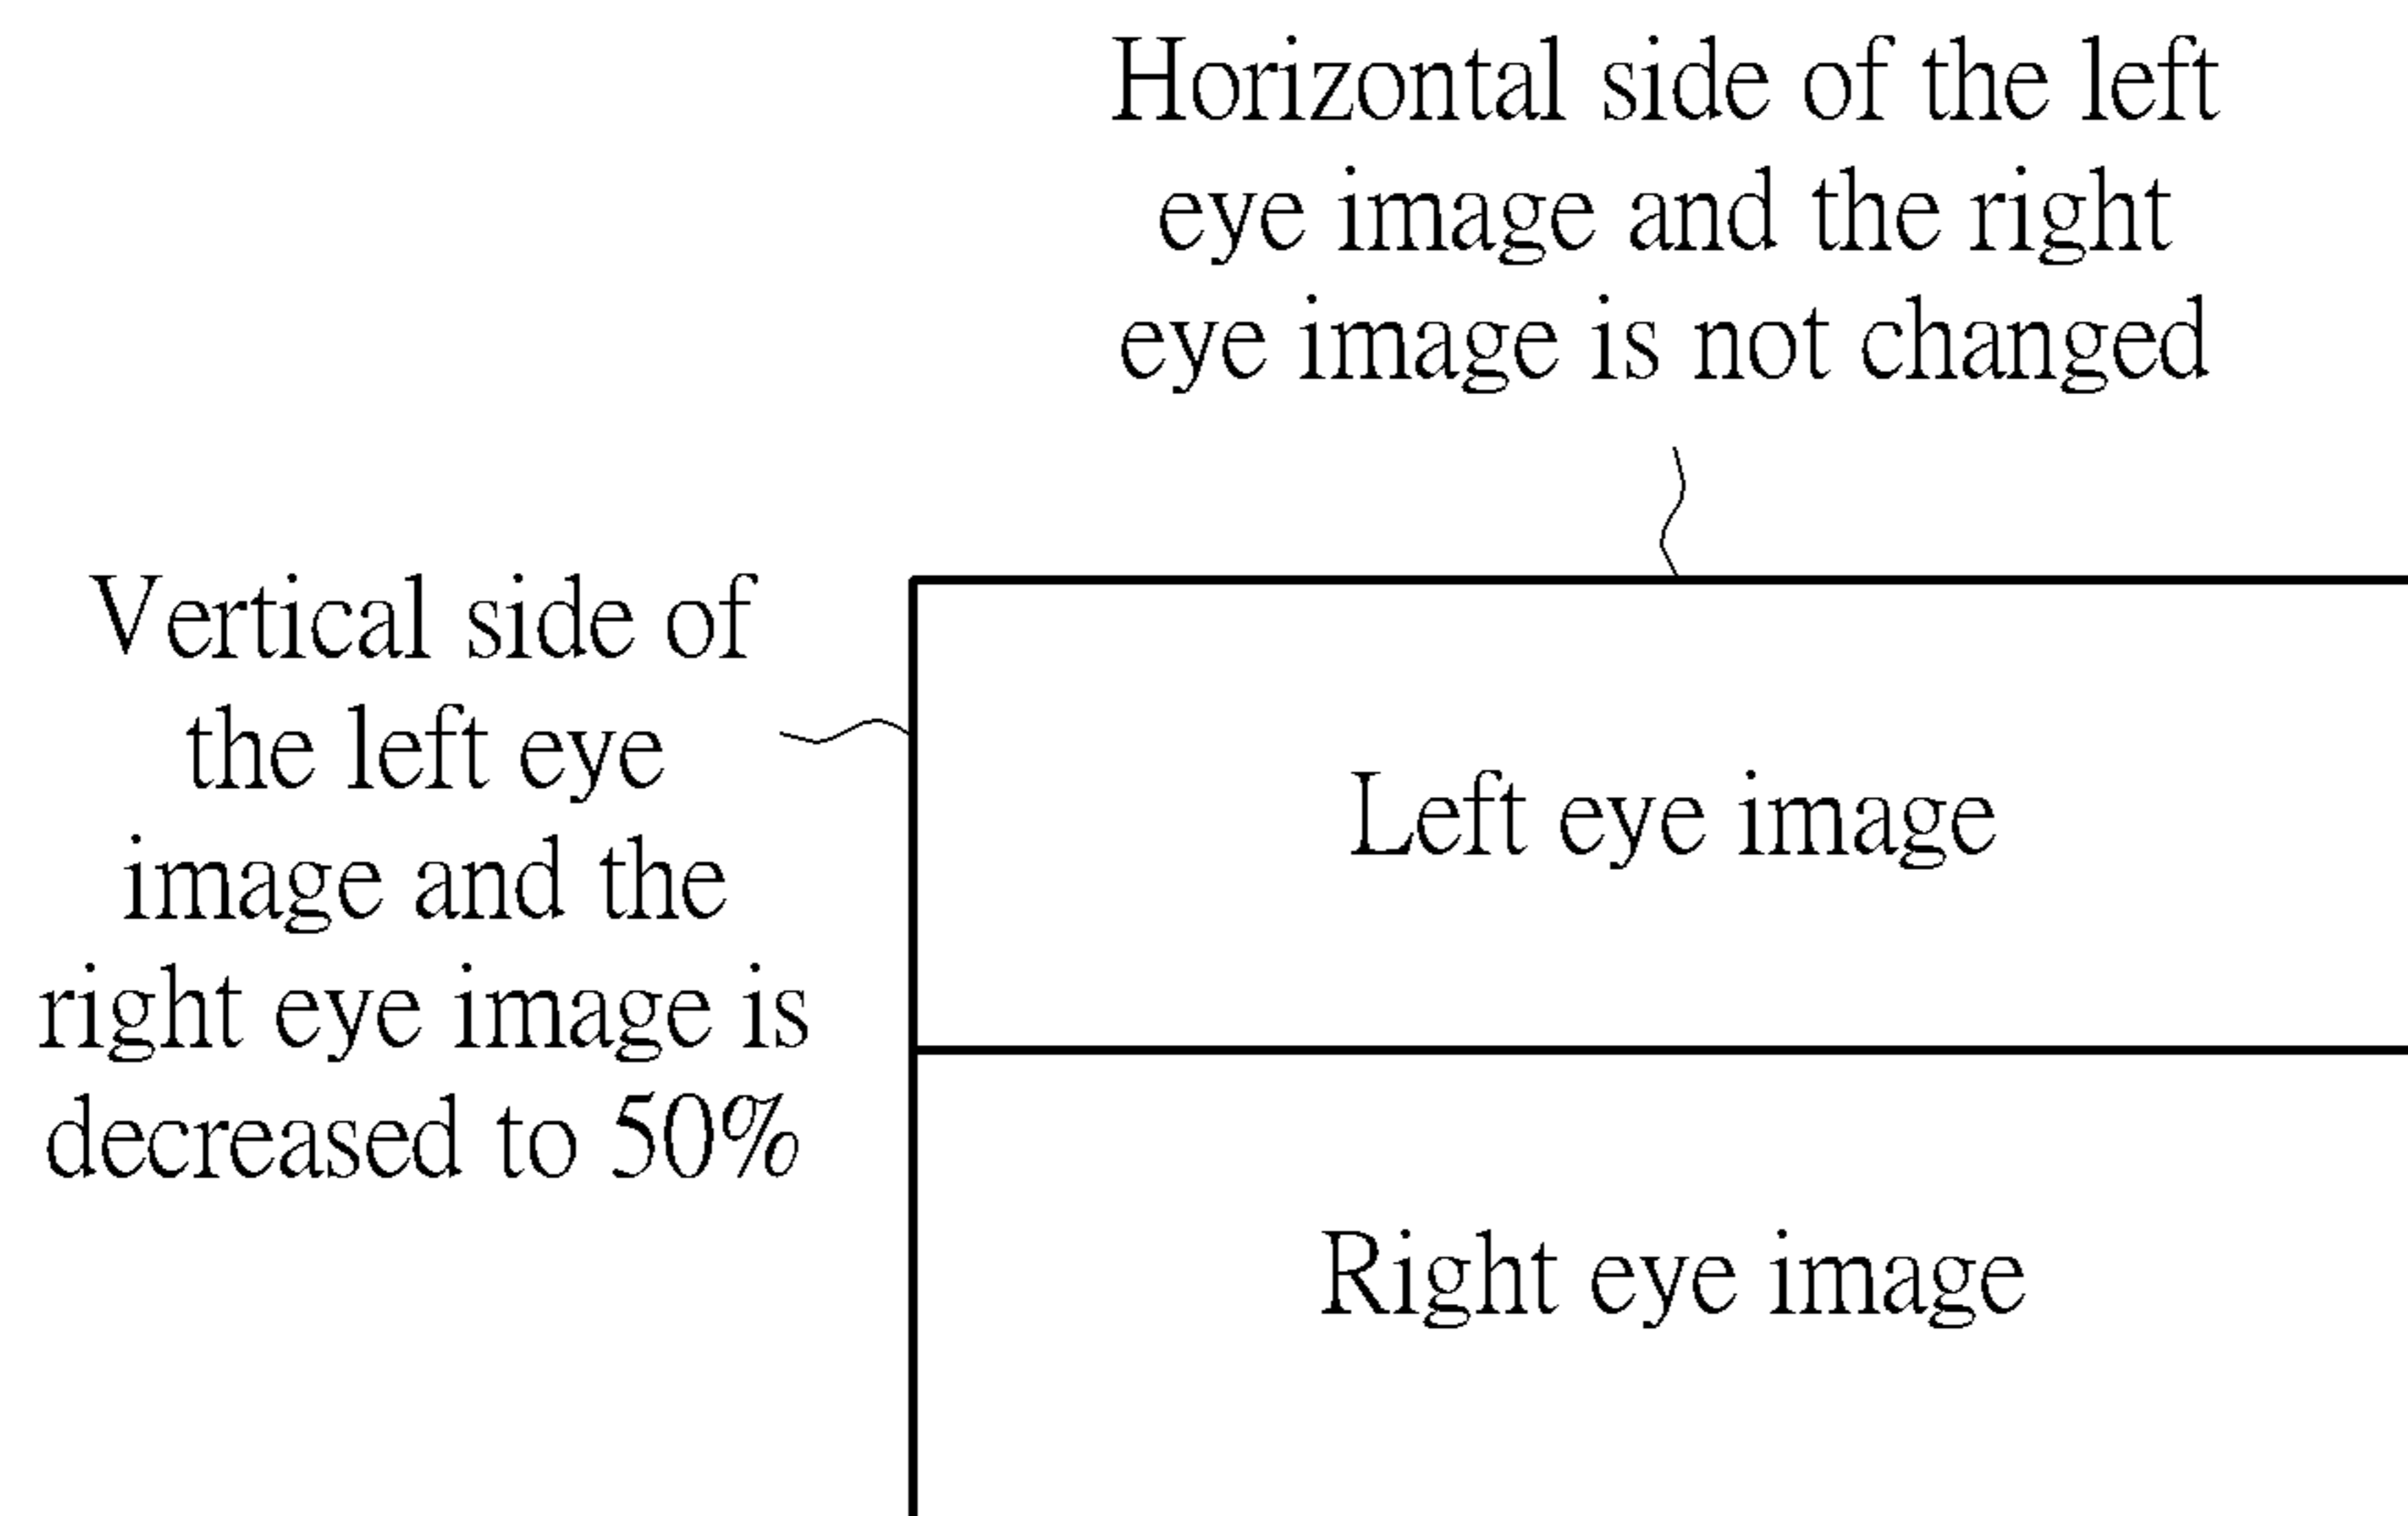 Horizontal side of the left
eye image and the right
eye image is not changed
Vertical side of
the left eye
image and the
right eye image is
decreased to 50%
Left eye image
Right eye image